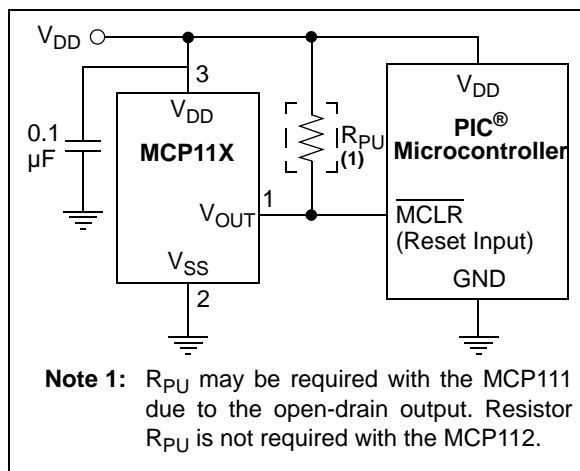 VDD
3
VDD
0.1
µF
MCP11X
1
VOUT
VSS
2
RPU
(1)
VDD
PIC®
Microcontroller
MCLR
(Reset Input)
GND
Note 1: RPU may be required with the MCP111
due to the open-drain output. Resistor
RPU is not required with the MCP112.